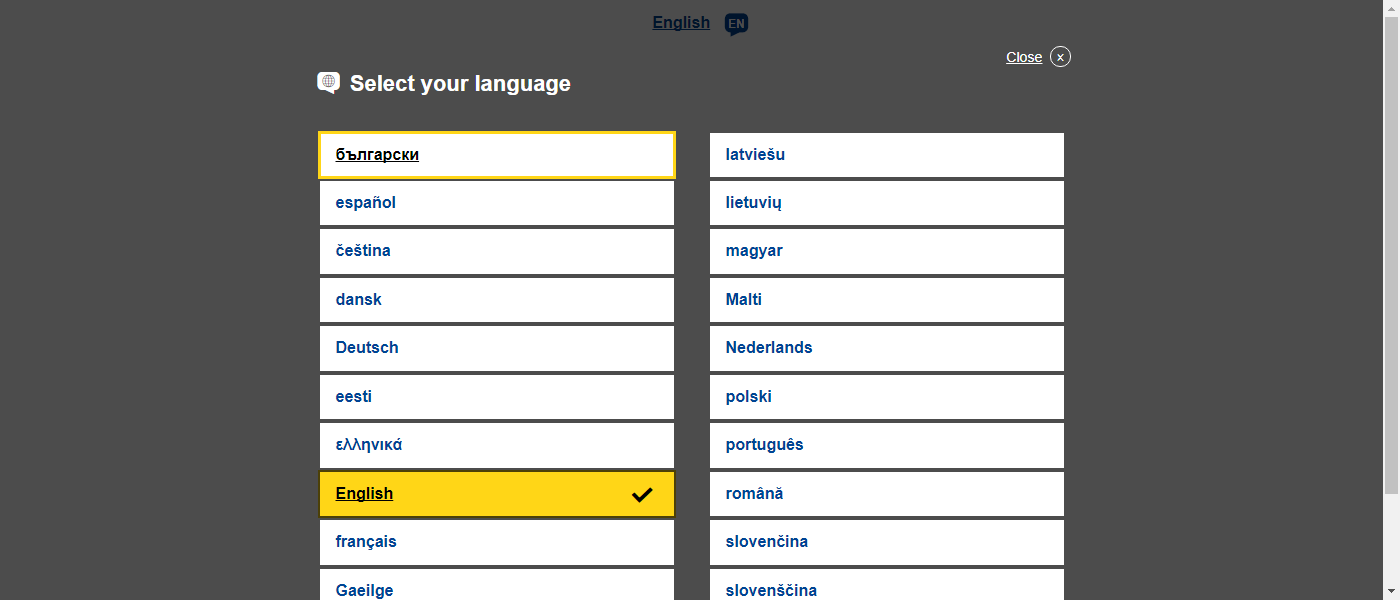 English EN
Close x
Select your language
български
español
čeština
dansk
Deutsch
eesti
ελληνικά
English
français
Gaeilge
latviešu
lietuvių
magyar
Malti
Nederlands
polski
português
română
slovenčina
slovenščina